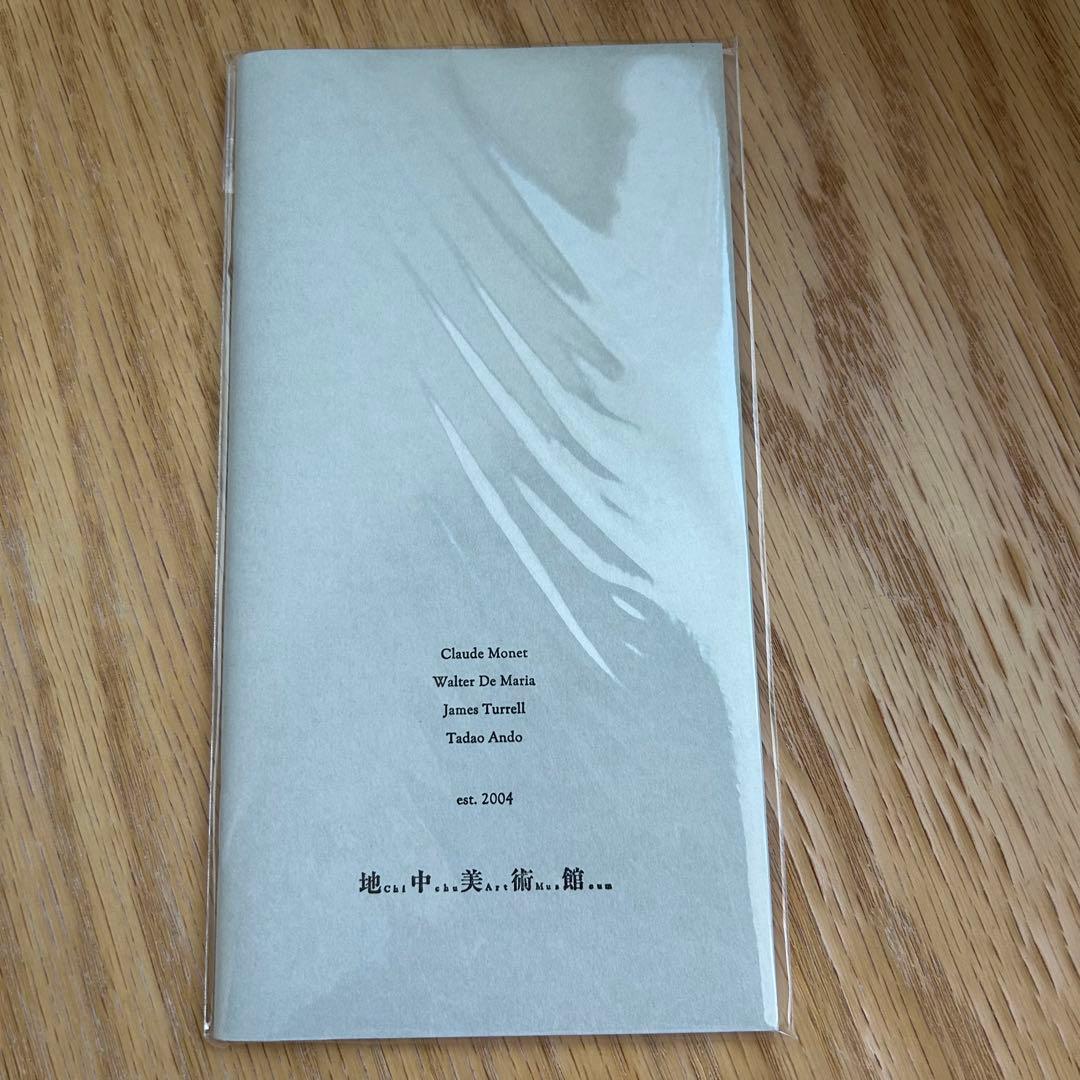 Claude Monet
Walter De Maria
James Turrell
Tadao Ando
est. 2004
地Chi中chu美Art術Mus館eum